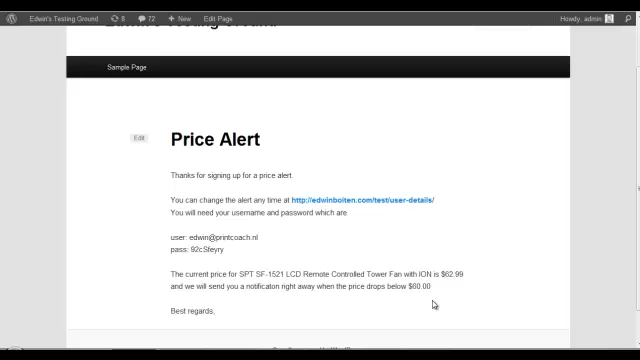 Edwin's Testing Ground 8 72 + New Edit Page Howdy, admin
Sample Page
Edit
Price Alert
Thanks for signing up for a price alert.
You can change the alert any time at http://edwinboiten.com/test/user-details/
You will need your username and password which are
user: edwin@printcoach.nl
pass: 92cSfeyry
The current price for SPT SF-1521 LCD Remote Controlled Tower Fan with ION is $62.99
and we will send you a notificaton right away when the price drops below $60.00
Best regards,